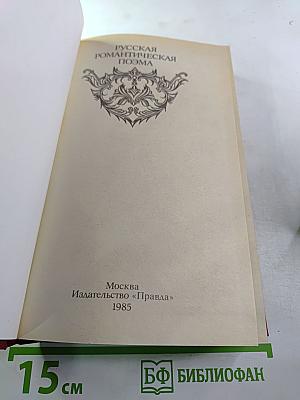 РУССКАЯ
РОМАНТИЧЕСКАЯ
ПОЭМА
Москва
Издательство «Правда»
1985
15 см
БФ БИБЛИОФАН